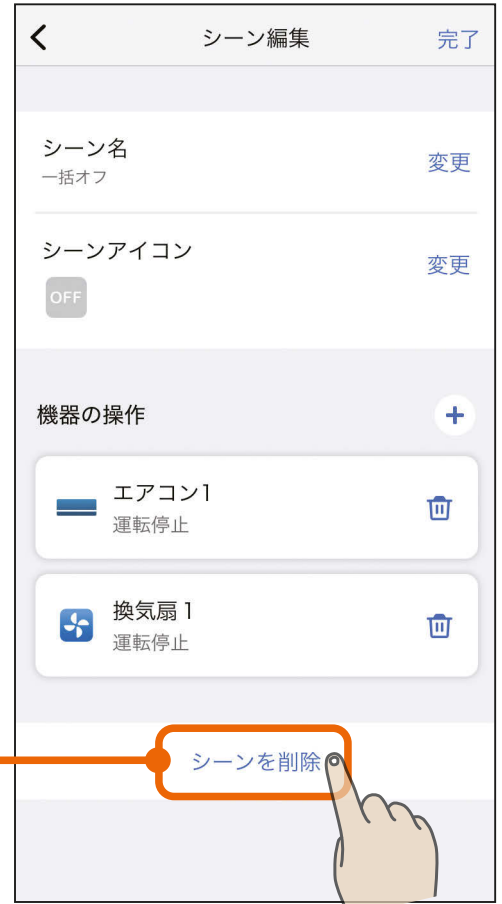 シーン編集
完了
シーン名
一括オフ
変更
シーンアイコン
変更
OFF
機器の操作
エアコン1
運転停止
換気扇 1
運転停止
シーンを削除